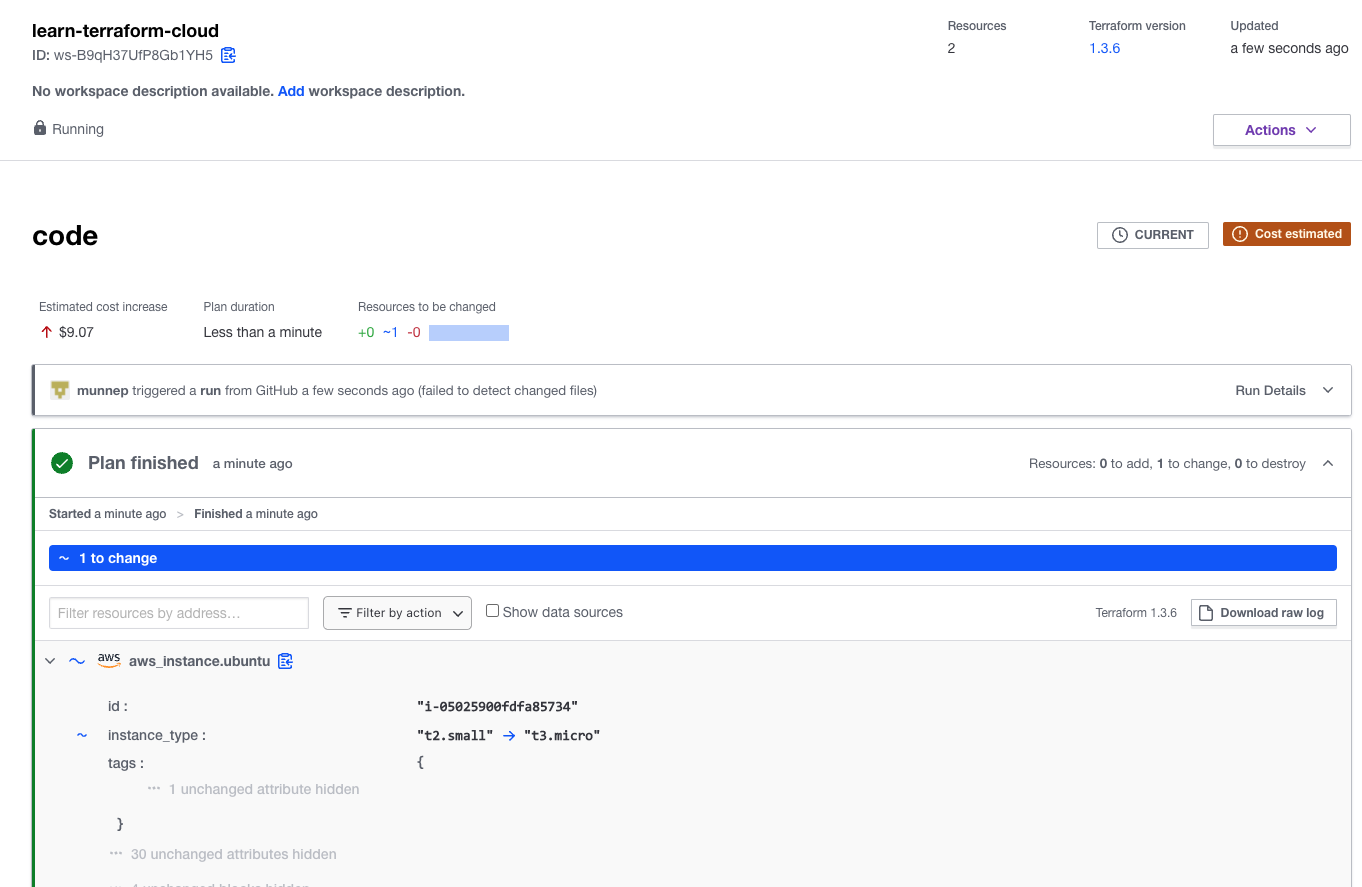 learn-terraform-cloud
ID: ws-B9qH37UfP8Gb1YH5
No workspace description available. Add workspace description.
Running
Resources
2
Terraform version
1.3.6
Updated
a few seconds ago
Actions
code
CURRENT
Cost estimated
Estimated cost increase
$9.07
Plan duration
Less than a minute
Resources to be changed
+0 ~1 -0
munnep triggered a run from GitHub a few seconds ago (failed to detect changed files)
Run Details
Plan finished a minute ago
Resources: 0 to add, 1 to change, 0 to destroy
Started a minute ago > Finished a minute ago
~ 1 to change
Filter resources by address…
Filter by action
Show data sources
Terraform 1.3.6
Download raw log
~ aws aws_instance.ubuntu
id : "i-05025900fdfa85734"
~ instance_type : "t2.small" → "t3.micro"
tags : {
··· 1 unchanged attribute hidden
}
··· 30 unchanged attributes hidden